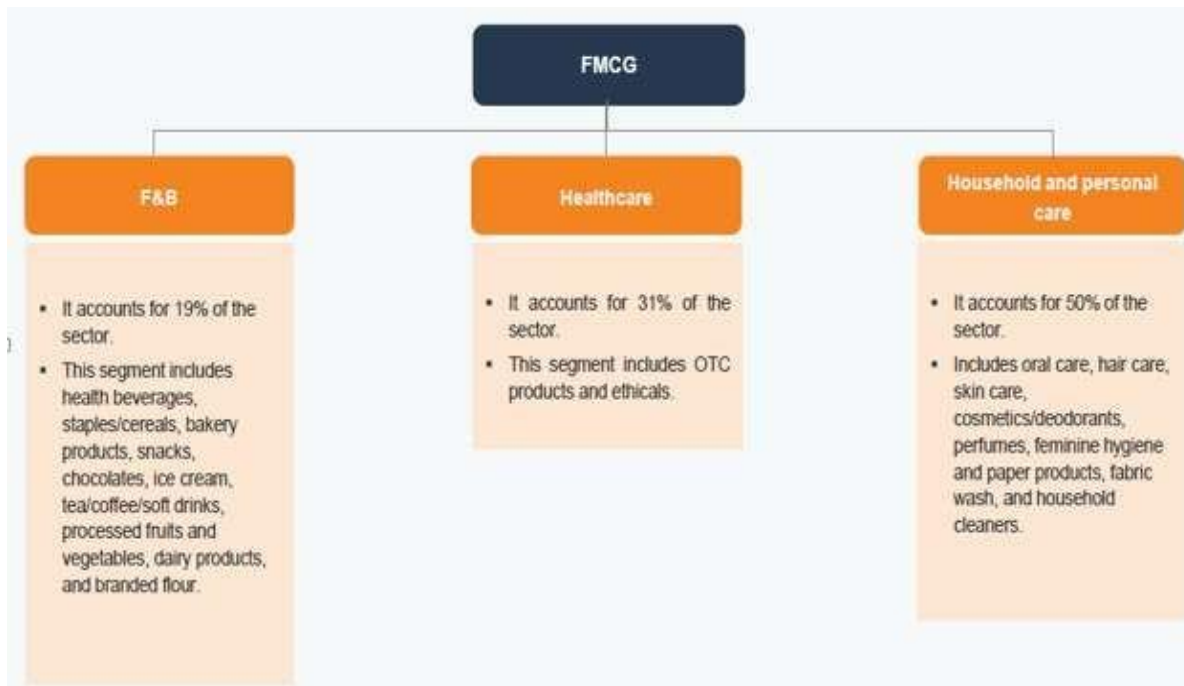 FMCG
F&B
• It accounts for 19% of the
sector.
• This segment includes
health beverages,
staples/cereals, bakery
products, snacks,
chocolates, ice cream,
tea/coffee/soft drinks,
processed fruits and
vegetables, dairy products,
and branded flour.
Healthcare
• It accounts for 31% of the
sector.
• This segment includes OTC
products and ethicals.
Household and personal
care
• It accounts for 50% of the
sector.
• Includes oral care, hair care,
skin care,
cosmetics/deodorants,
perfumes, feminine hygiene
and paper products, fabric
wash, and household
cleaners.